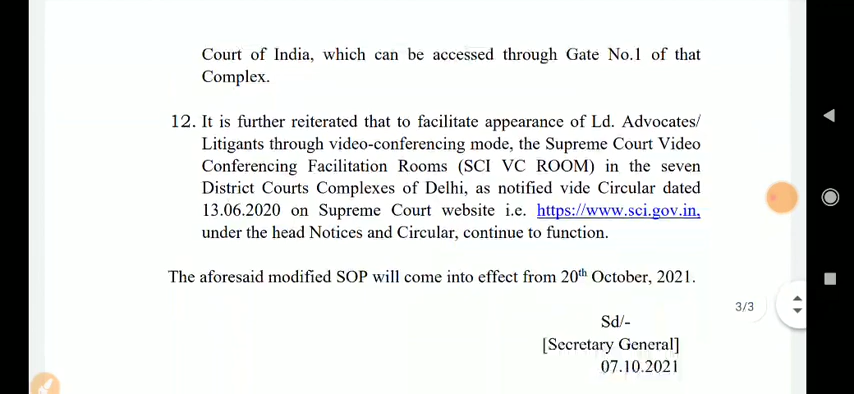 Court of India, which can be accessed through Gate No.1 of that
Complex.
12. It is further reiterated that to facilitate appearance of Ld. Advocates/
Litigants through video-conferencing mode, the Supreme Court Video
Conferencing Facilitation Rooms (SCI VC ROOM) in the seven
District Courts Complexes of Delhi, as notified vide Circular dated
13.06.2020 on Supreme Court website i.e. https://www.sci.gov.in,
under the head Notices and Circular, continue to function.
The aforesaid modified SOP will come into effect from 20th October, 2021.
3/3
Sd/-
[Secretary General]
07.10.2021